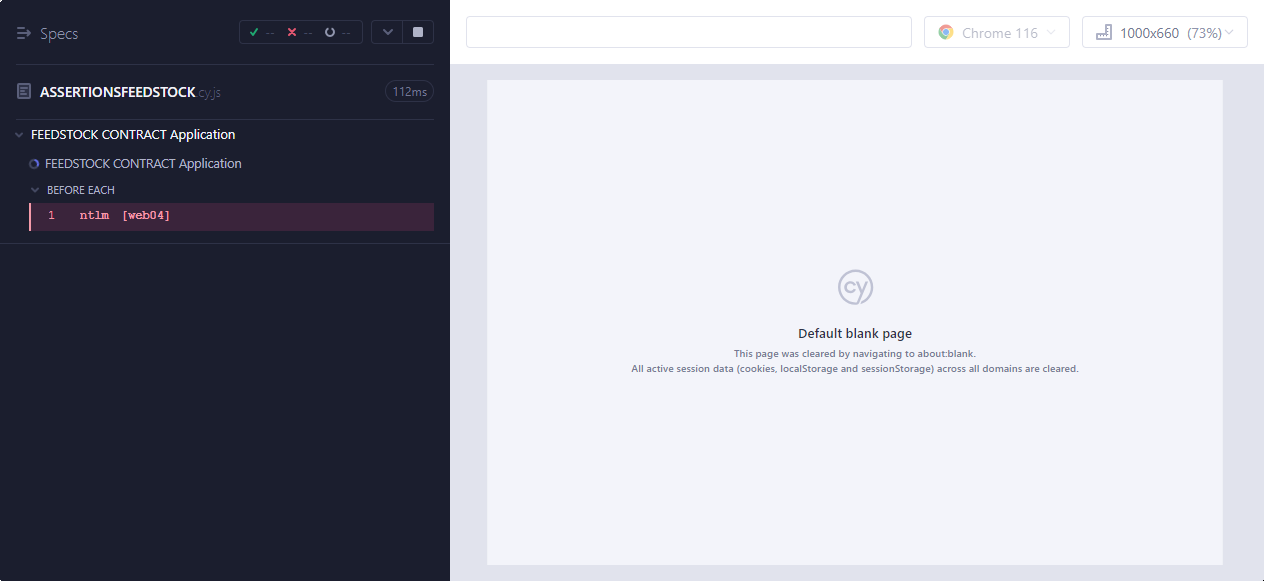 Specs
-- -- --
Chrome 116
1000x660 (73%)
ASSERTIONSFEEDSTOCK.cy.js
112ms
FEEDSTOCK CONTRACT Application
FEEDSTOCK CONTRACT Application
BEFORE EACH
1 ntlm [web04]
cy
Default blank page
This page was cleared by navigating to about:blank.
All active session data (cookies, localStorage and sessionStorage) across all domains are cleared.